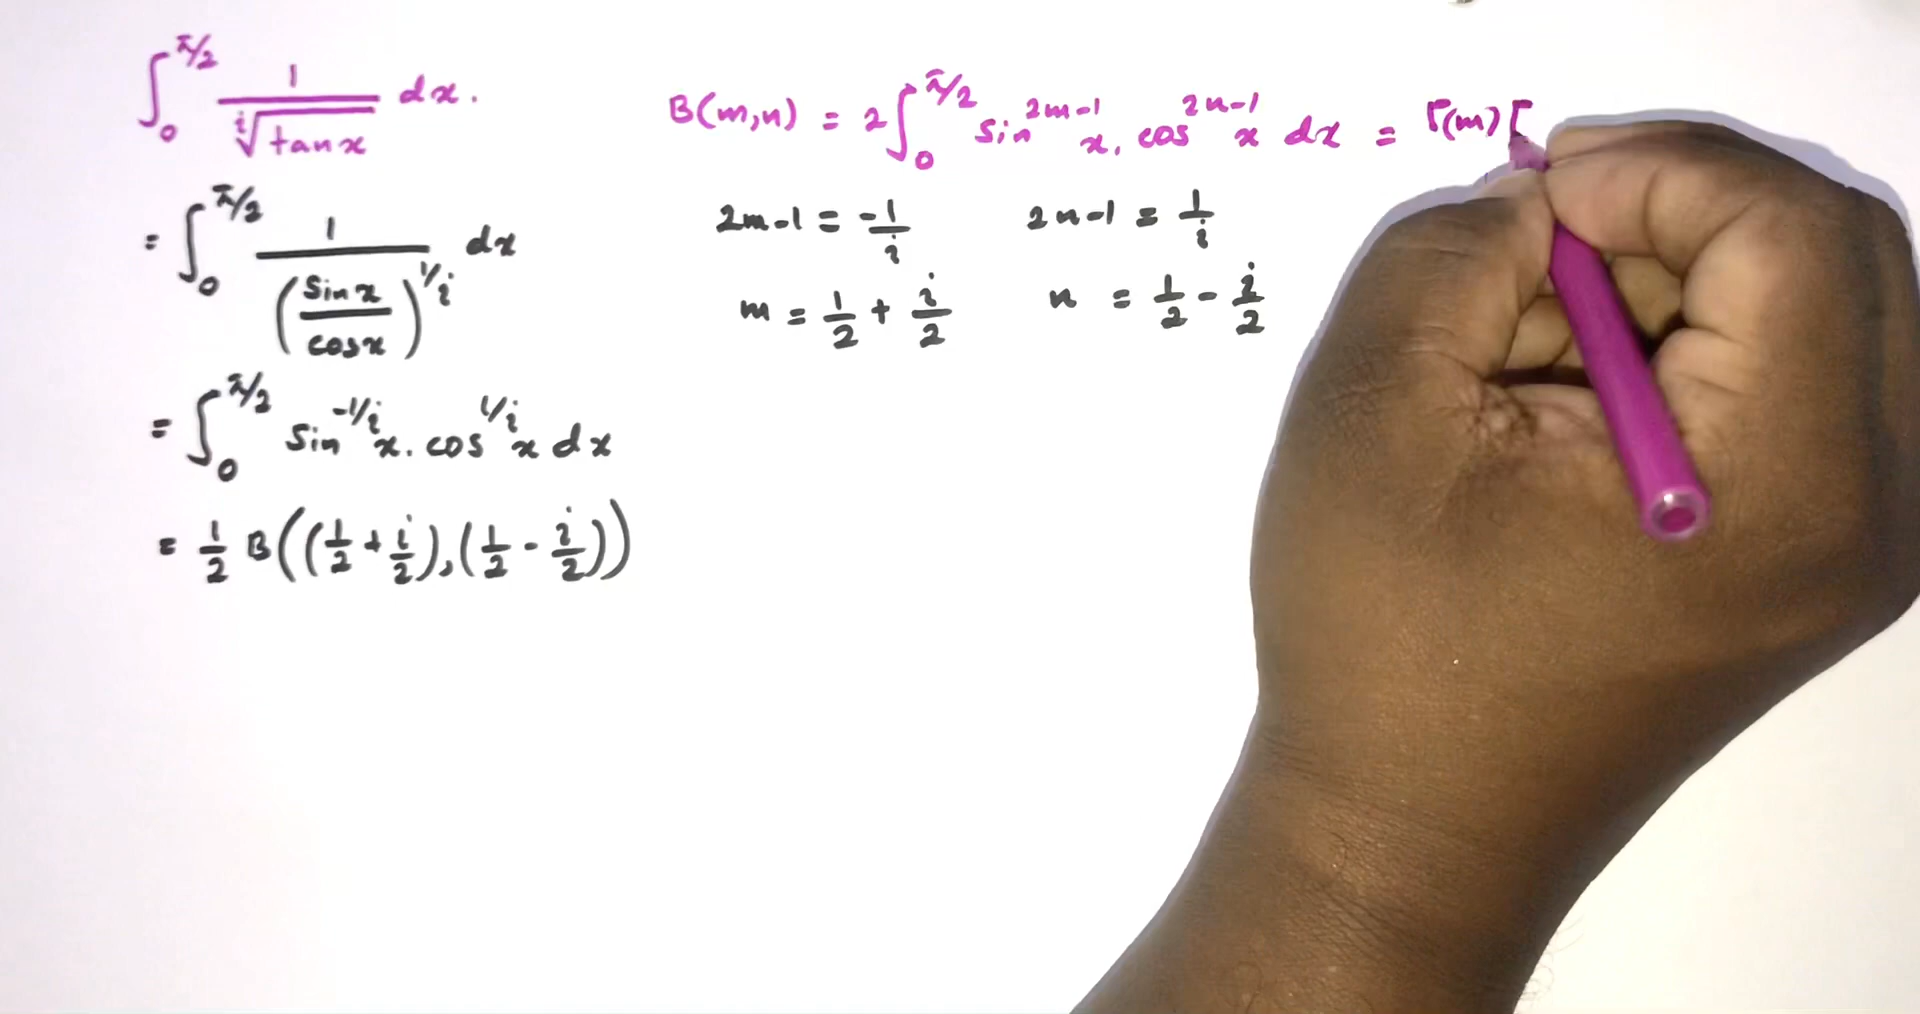 ∫₀^{π/2} 1/ⁱ√(tan x) dx.
= ∫₀^{π/2} 1/(sin x/cos x)^{1/i} dx
= ∫₀^{π/2} sin^{-1/i} x . cos^{1/i} x dx
= 1/2 B((1/2 + i/2), (1/2 - i/2))
B(m,n) = 2∫₀^{π/2} sin^{2m-1} x . cos^{2n-1} x dx = Γ(m) Γ
2m-1 = -1/i
2n-1 = 1/i
m = 1/2 + i/2
n = 1/2 - i/2